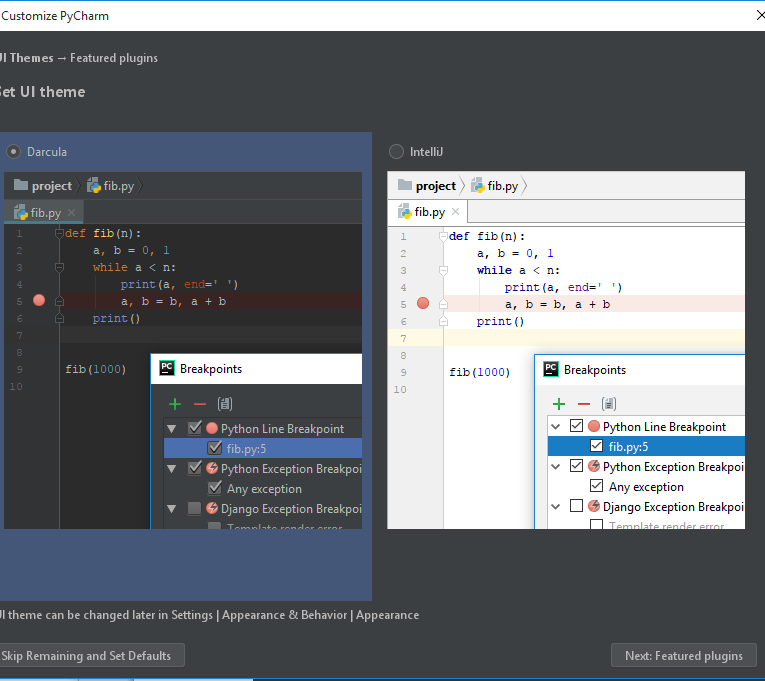 Customize PyCharm
UI Themes → Featured plugins
Set UI theme
Darcula
project
fib.py
fib.py
1 def fib(n):
2 a, b = 0, 1
3 while a < n:
4 print(a, end=' ')
5 a, b = b, a + b
6 print()
7
8
9 fib(1000)
10
PC Breakpoints
Python Line Breakpoint
fib.py:5
Python Exception Breakpoi
Any exception
Django Exception Breakpoi
Template render error
IntelliJ
project
fib.py
fib.py
1 def fib(n):
2 a, b = 0, 1
3 while a < n:
4 print(a, end=' ')
5 a, b = b, a + b
6 print()
7
8
9 fib(1000)
10
PC Breakpoints
Python Line Breakpoint
fib.py:5
Python Exception Breakpoi
Any exception
Django Exception Breakpoi
Template render error
UI theme can be changed later in Settings | Appearance & Behavior | Appearance
Skip Remaining and Set Defaults
Next: Featured plugins